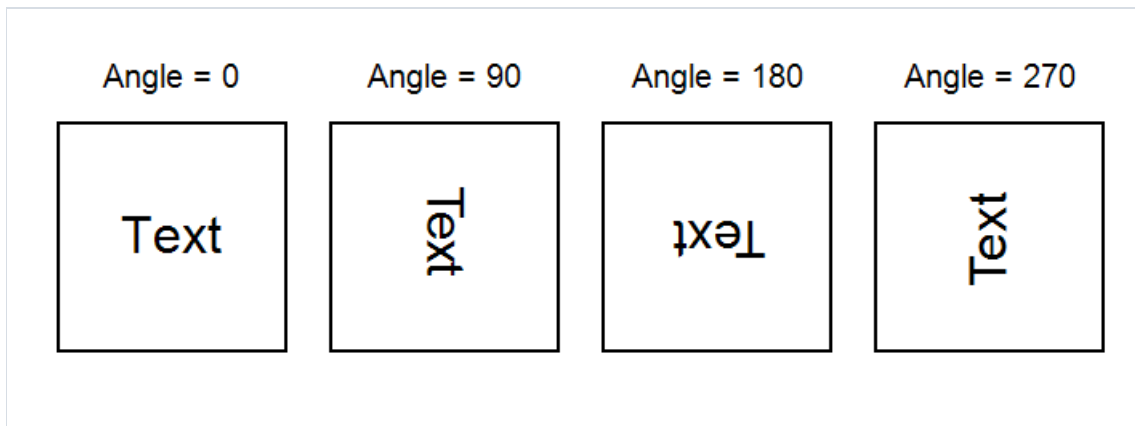 Angle = 0 Angle = 90 Angle = 180 Angle = 270
Text Text Text Text